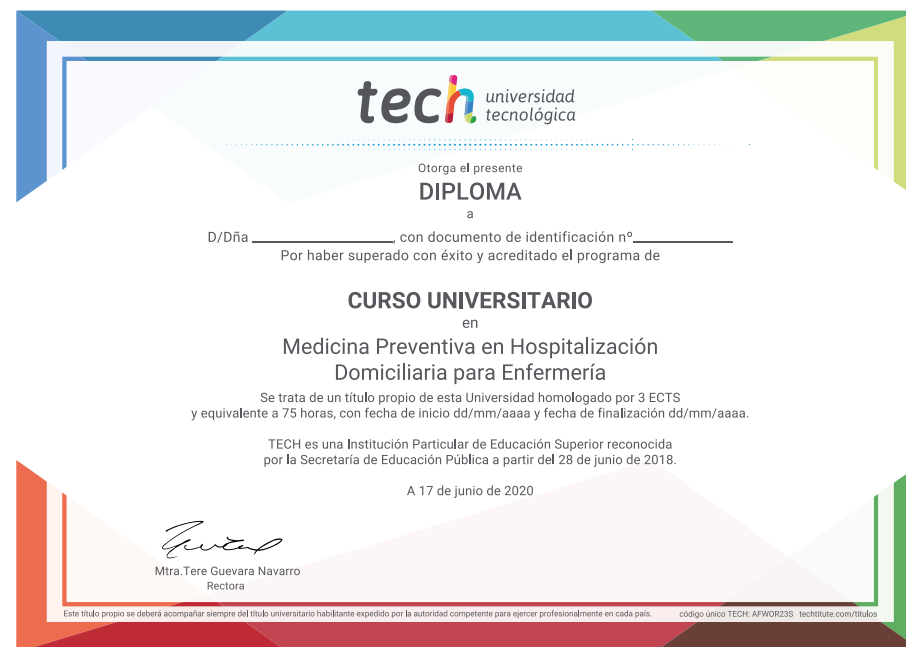 tech universidad
tecnológica
Otorga el presente
DIPLOMA
a
D/Dña ________________, con documento de identificación nº____________
Por haber superado con éxito y acreditado el programa de
CURSO UNIVERSITARIO
en
Medicina Preventiva en Hospitalización
Domiciliaria para Enfermería
Se trata de un título propio de esta Universidad homologado por 3 ECTS
y equivalente a 75 horas, con fecha de inicio dd/mm/aaaa y fecha de finalización dd/mm/aaaa.
TECH es una Institución Particular de Educación Superior reconocida
por la Secretaría de Educación Pública a partir del 28 de junio de 2018.
A 17 de junio de 2020
Mtra.Tere Guevara Navarro
Rectora
Este título propio se deberá acompañar siempre del título universitario habilitante expedido por la autoridad competente para ejercer profesionalmente en cada país. código único TECH: AFWOR23S techtitute.com/titulos